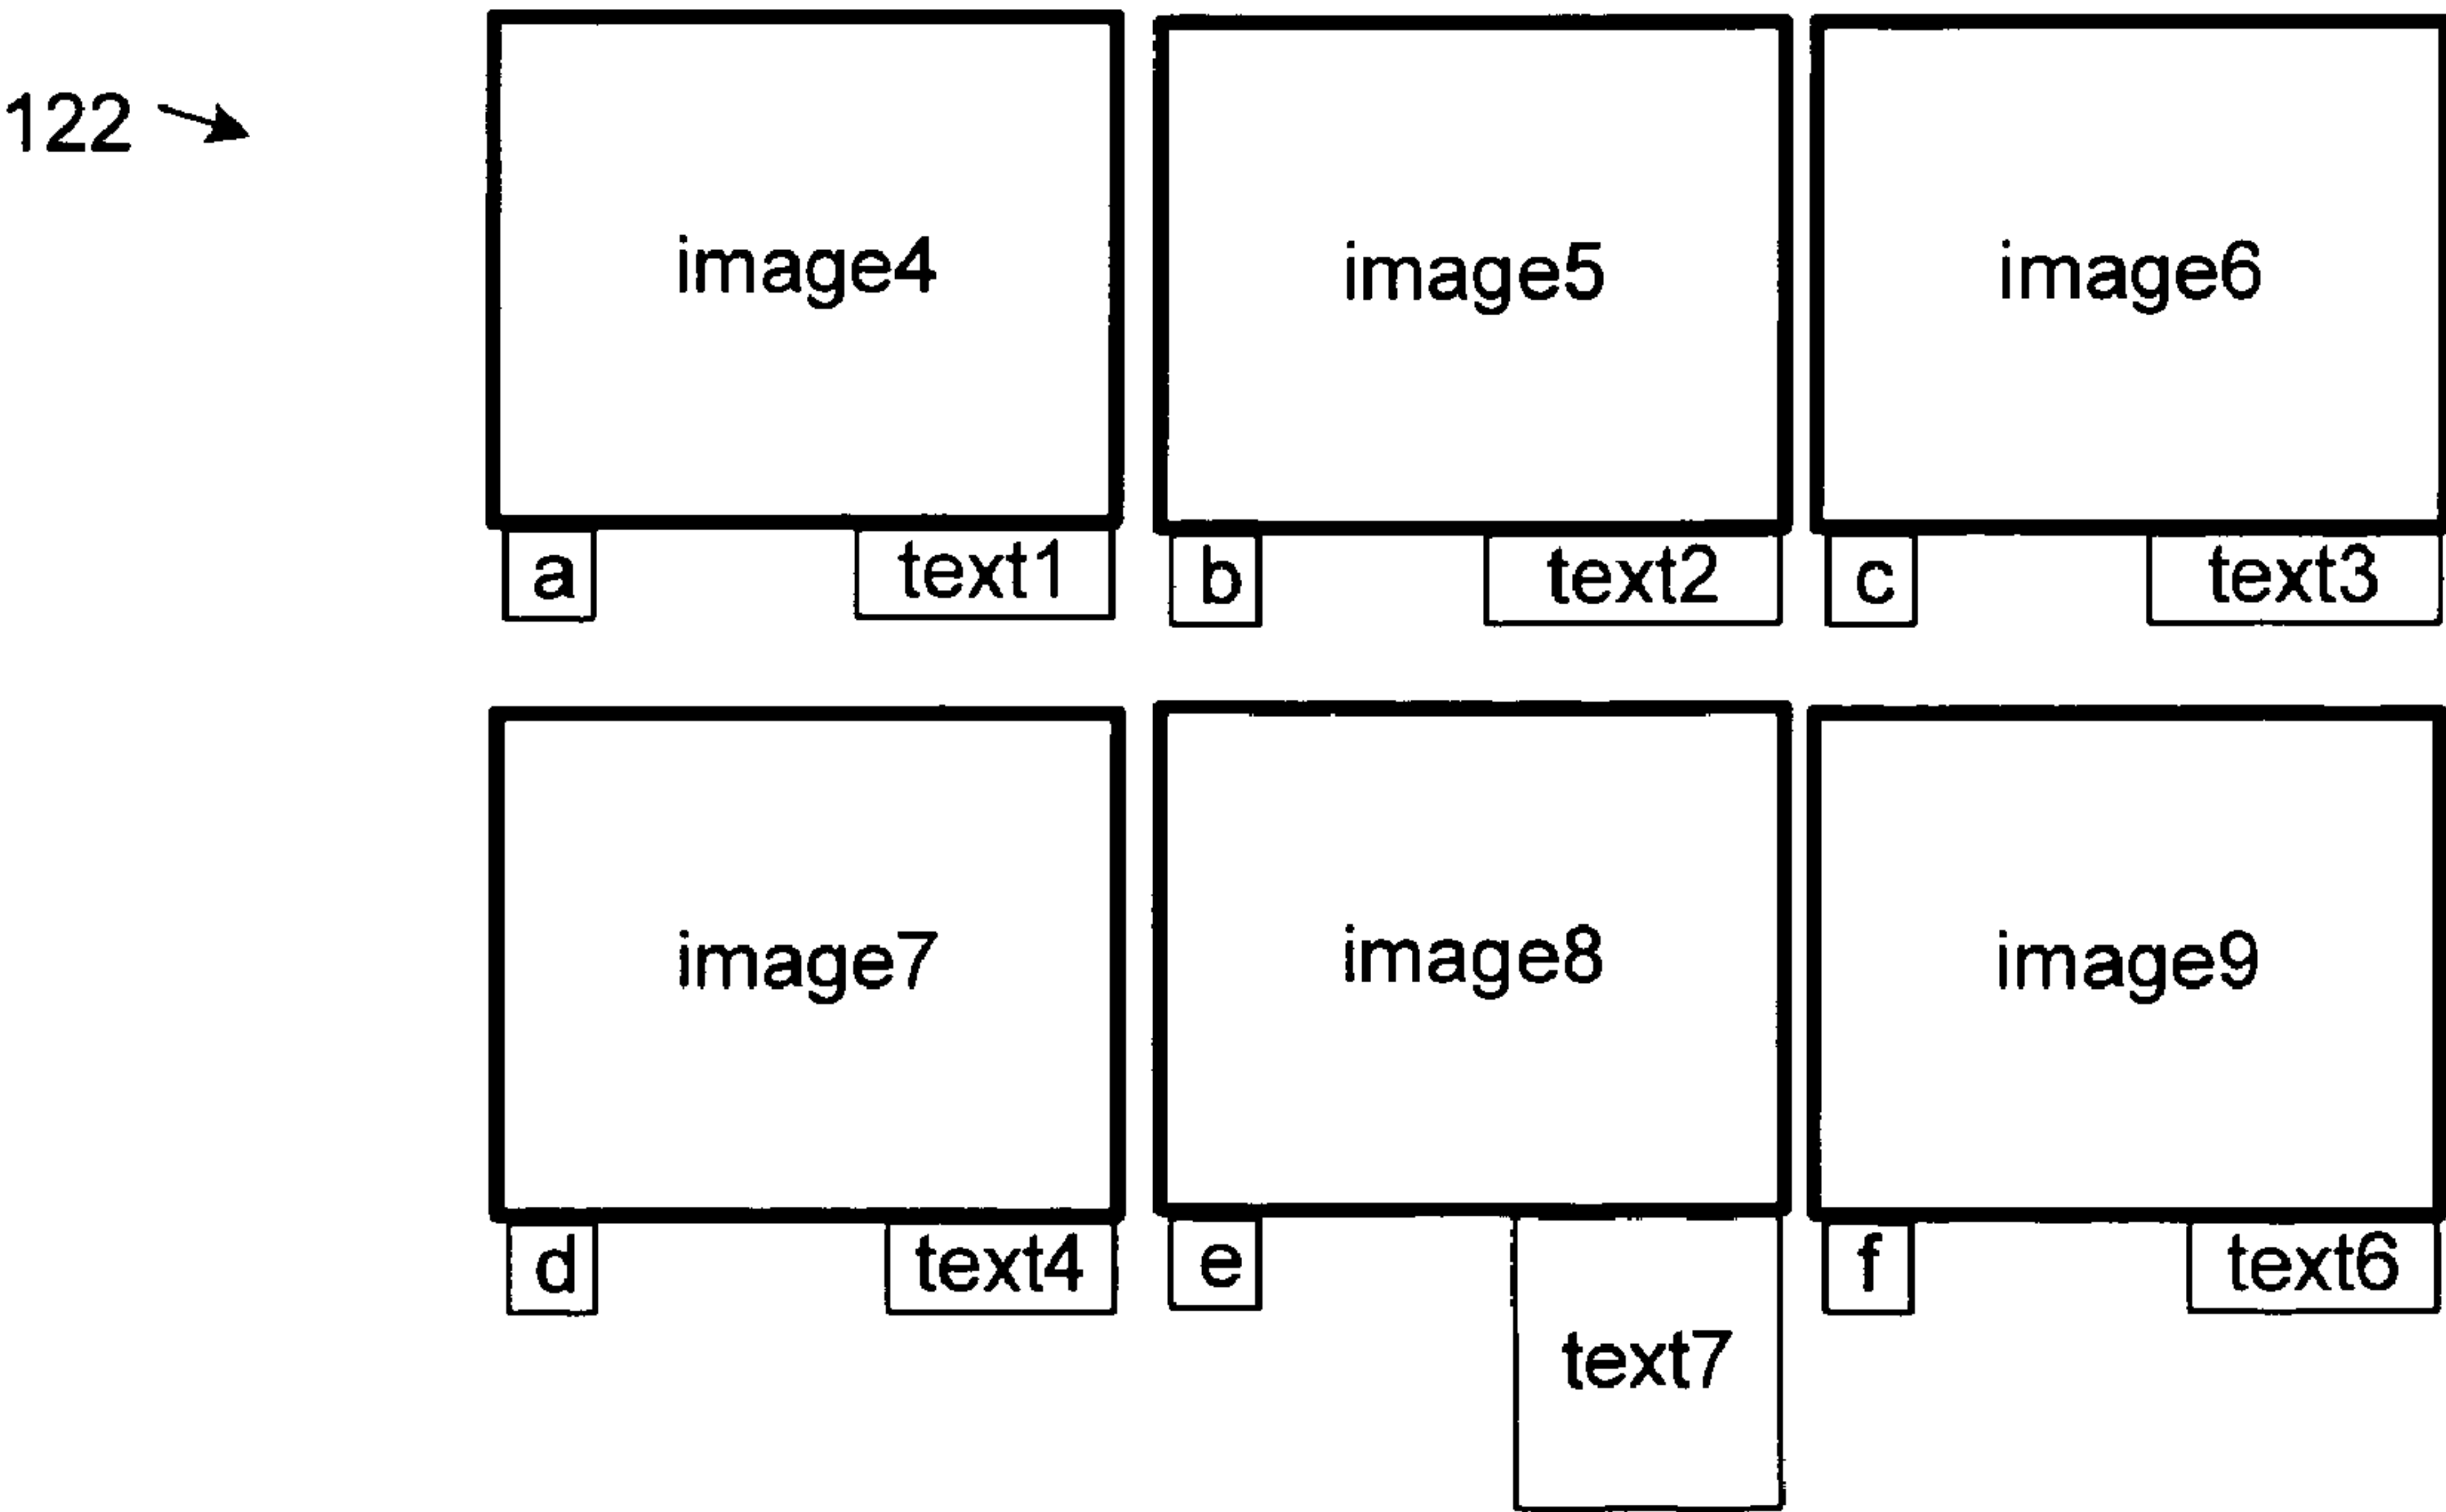 122
image4 image5 image6
a text1 b text2 c text3
image7 image8 image9
d text4 e f text6
text7